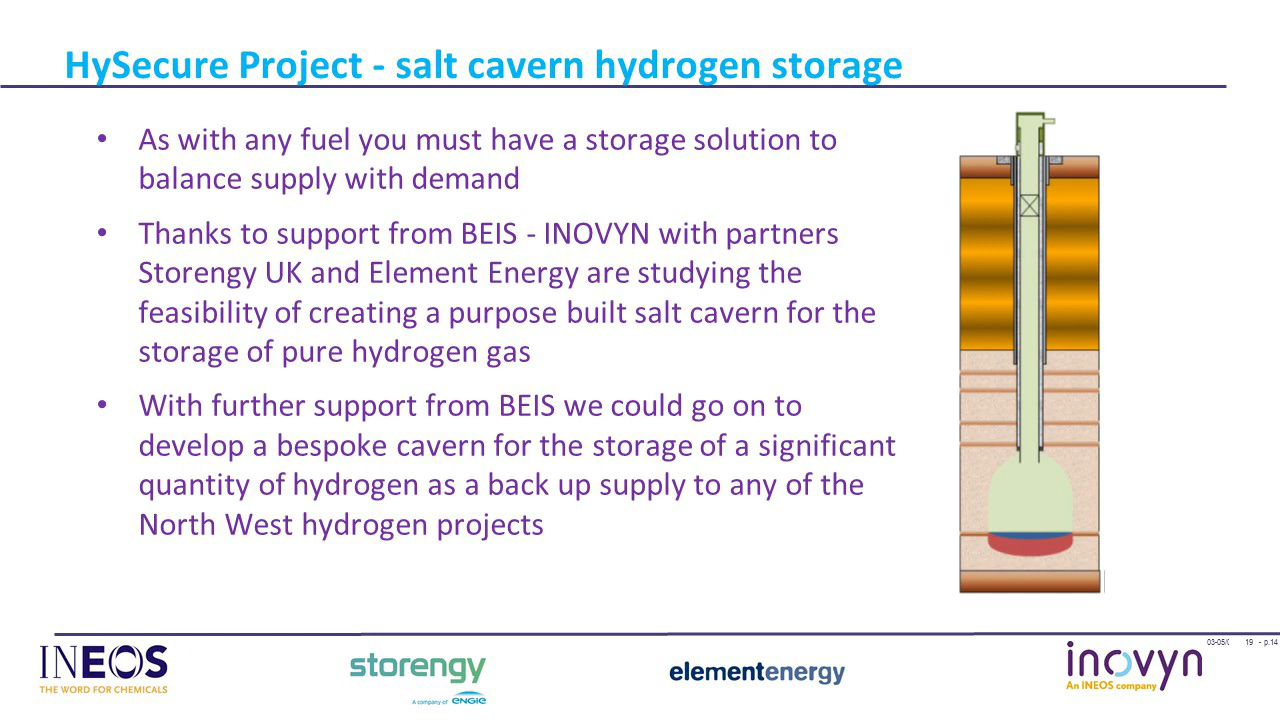 HySecure Project - salt cavern hydrogen storage
• As with any fuel you must have a storage solution to
balance supply with demand
• Thanks to support from BEIS - INOVYN with partners
Storengy UK and Element Energy are studying the
feasibility of creating a purpose built salt cavern for the
storage of pure hydrogen gas
• With further support from BEIS we could go on to
develop a bespoke cavern for the storage of a significant
quantity of hydrogen as a back up supply to any of the
North West hydrogen projects
19 - p.14
INEOS
THE WORD FOR CHEMICALS
storengy
A company of ENGIE
elementenergy
inovyn
An INEOS company